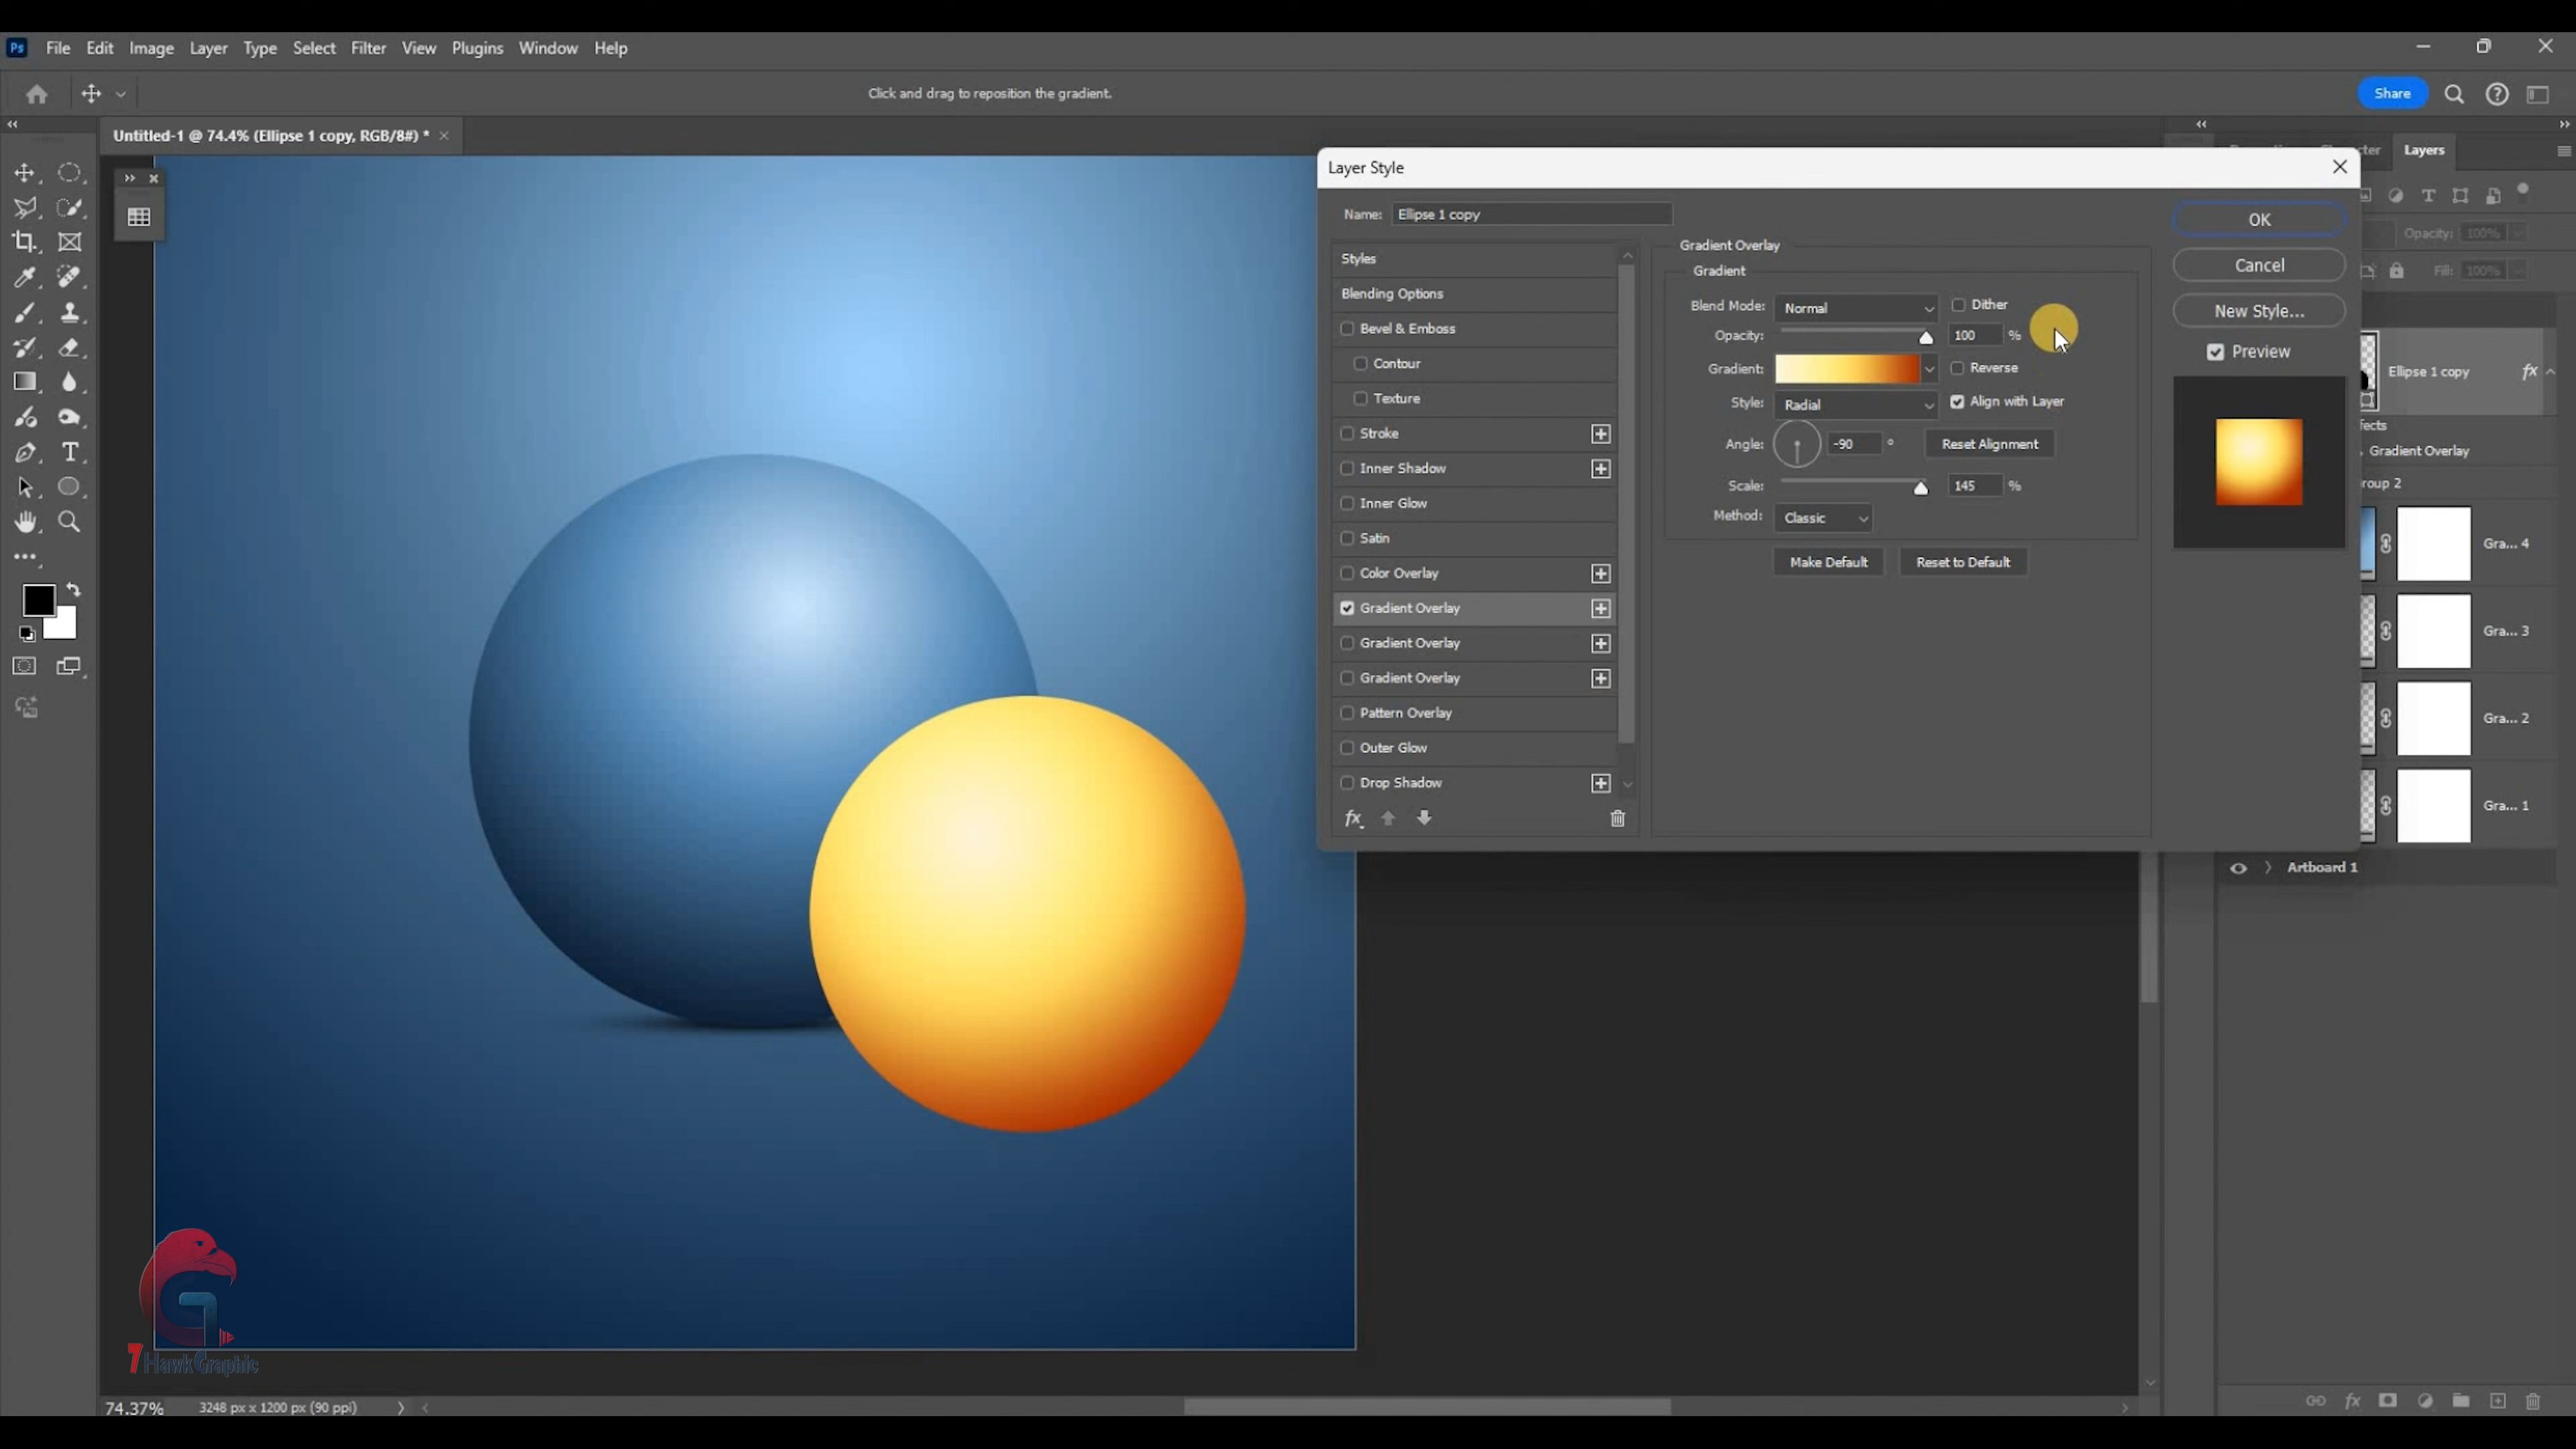 Ps File Edit Image Layer Type Select Filter View Plugins Window Help
Click and drag to reposition the gradient.
Share
Untitled-1 @ 74.4% (Ellipse 1 copy, RGB/8#) *
Layers
Layer Style
Name: Ellipse 1 copy
OK
Cancel
New Style...
Preview
Styles
Blending Options
Bevel & Emboss
Contour
Texture
Stroke
Inner Shadow
Inner Glow
Satin
Color Overlay
Gradient Overlay
Gradient Overlay
Gradient Overlay
Pattern Overlay
Outer Glow
Drop Shadow
fx
Gradient Overlay
Gradient
Blend Mode: Normal Dither
Opacity: 100 %
Gradient: Reverse
Style: Radial Align with Layer
Angle: -90 ° Reset Alignment
Scale: 145 %
Method: Classic
Make Default Reset to Default
Opacity: 100%
Fill: 100%
Ellipse 1 copy fx
Gradient Overlay
Gra... 4
Gra... 3
Gra... 2
Gra... 1
Artboard 1
7 HawkGraphic
74.37% 3248 px x 1200 px (90 ppi)
fx